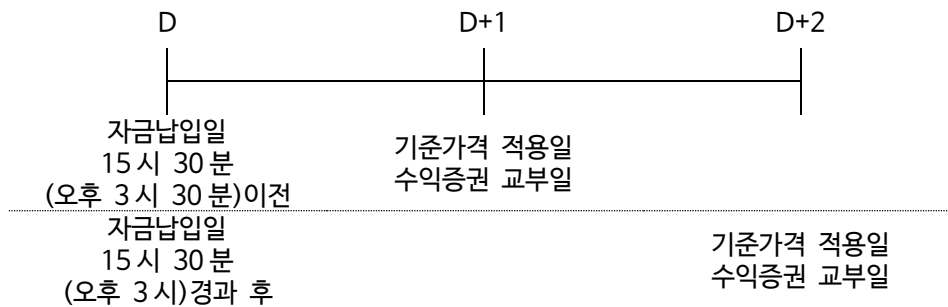 D D+1 D+2
자금납입일
15시 30분
(오후 3시 30분)이전
기준가격 적용일
수익증권 교부일
자금납입일
15시 30분
(오후 3시)경과 후
기준가격 적용일
수익증권 교부일